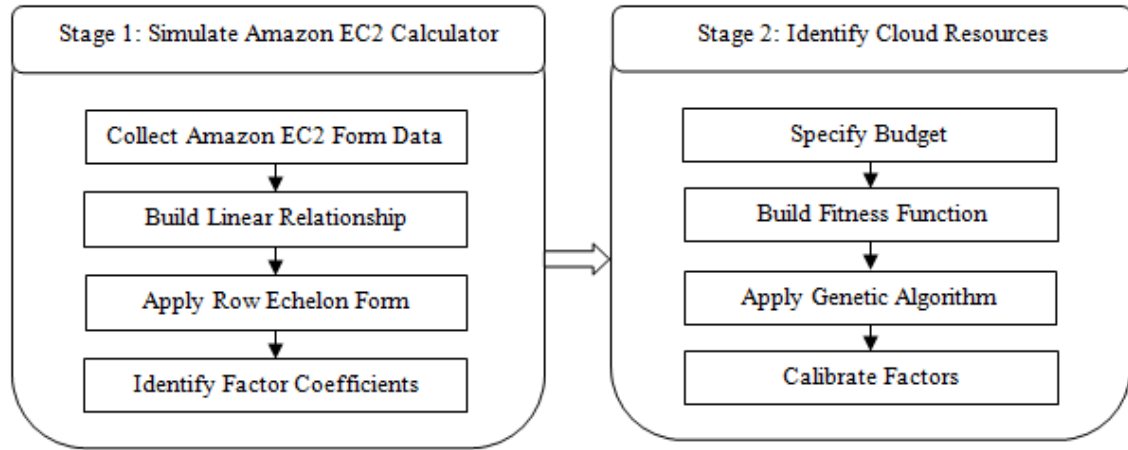 Stage 1: Simulate Amazon EC2 Calculator
Collect Amazon EC2 Form Data
Build Linear Relationship
Apply Row Echelon Form
Identify Factor Coefficients
Stage 2: Identify Cloud Resources
Specify Budget
Build Fitness Function
Apply Genetic Algorithm
Calibrate Factors